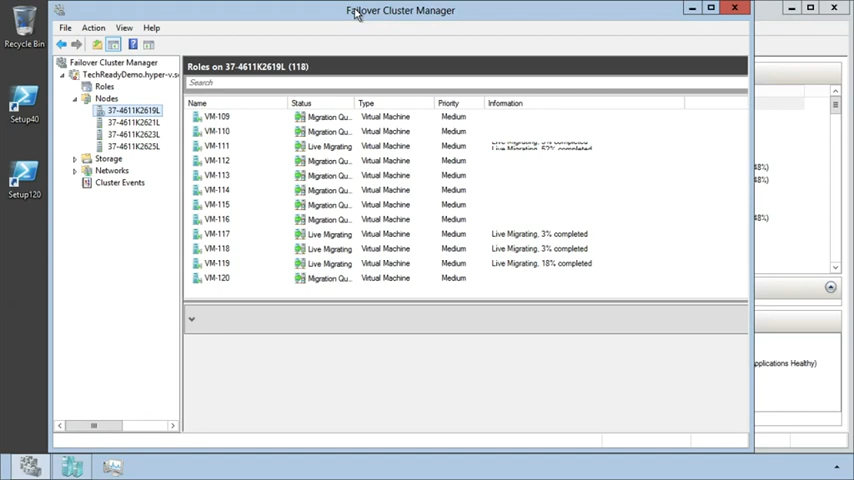 Failover Cluster Manager
File Action View Help
Recycle Bin
Setup40
Setup120
Failover Cluster Manager
TechReadyDemo.hyper-v.s
Roles
Nodes
37-4611K2619L
37-4611K2621L
37-4611K2623L
37-4611K2625L
Storage
Networks
Cluster Events
Roles on 37-4611K2619L (118)
Search
Name Status Type Priority Information
VM-109 Migration Qu... Virtual Machine Medium
VM-110 Migration Qu... Virtual Machine Medium
VM-111 Live Migrating Virtual Machine Medium
VM-112 Migration Qu... Virtual Machine Medium
VM-113 Migration Qu... Virtual Machine Medium
VM-114 Migration Qu... Virtual Machine Medium
VM-115 Migration Qu... Virtual Machine Medium
VM-116 Migration Qu... Virtual Machine Medium
VM-117 Live Migrating Virtual Machine Medium Live Migrating, 3% completed
VM-118 Live Migrating Virtual Machine Medium Live Migrating, 3% completed
VM-119 Live Migrating Virtual Machine Medium Live Migrating, 18% completed
VM-120 Migration Qu... Virtual Machine Medium
48%)
48%)
48%)
pplications Healthy)